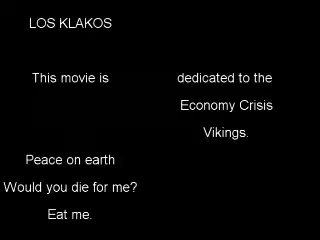 LOS KLAKOS
This movie is dedicated to the
Economy Crisis
Vikings.
Peace on earth
Would you die for me?
Eat me.